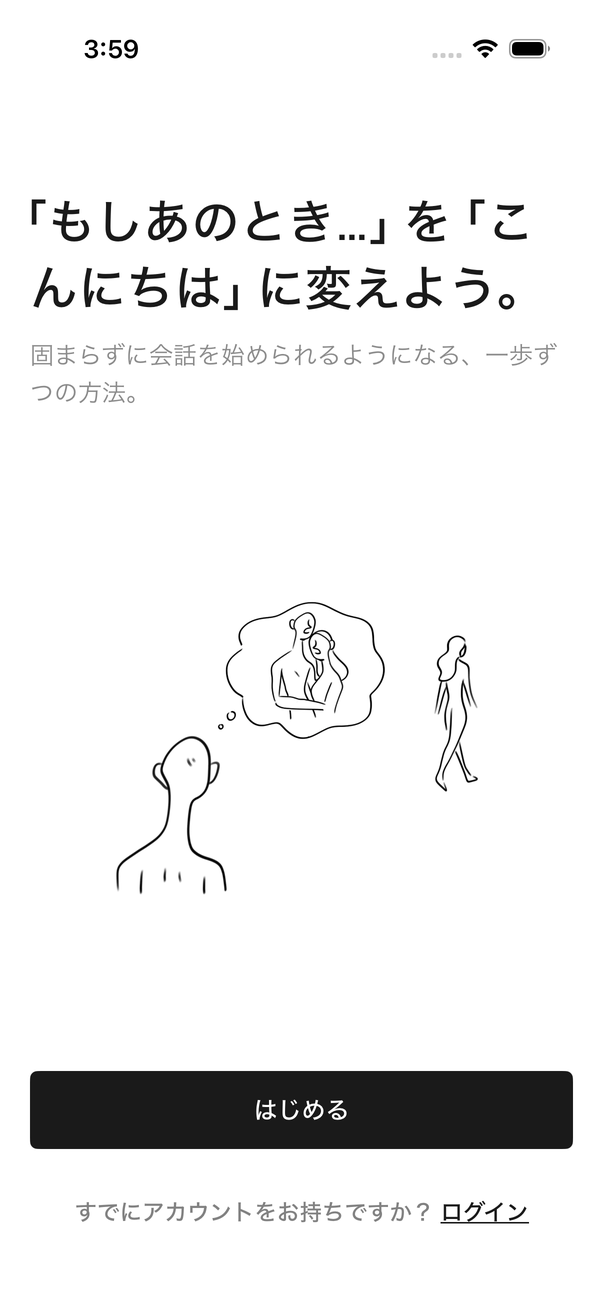 3:59
「もしあのとき...」を「こ
んにちは」に変えよう。
固まらずに会話を始められるようになる、一歩ず
つの方法。
はじめる
すでにアカウントをお持ちですか？ ログイン